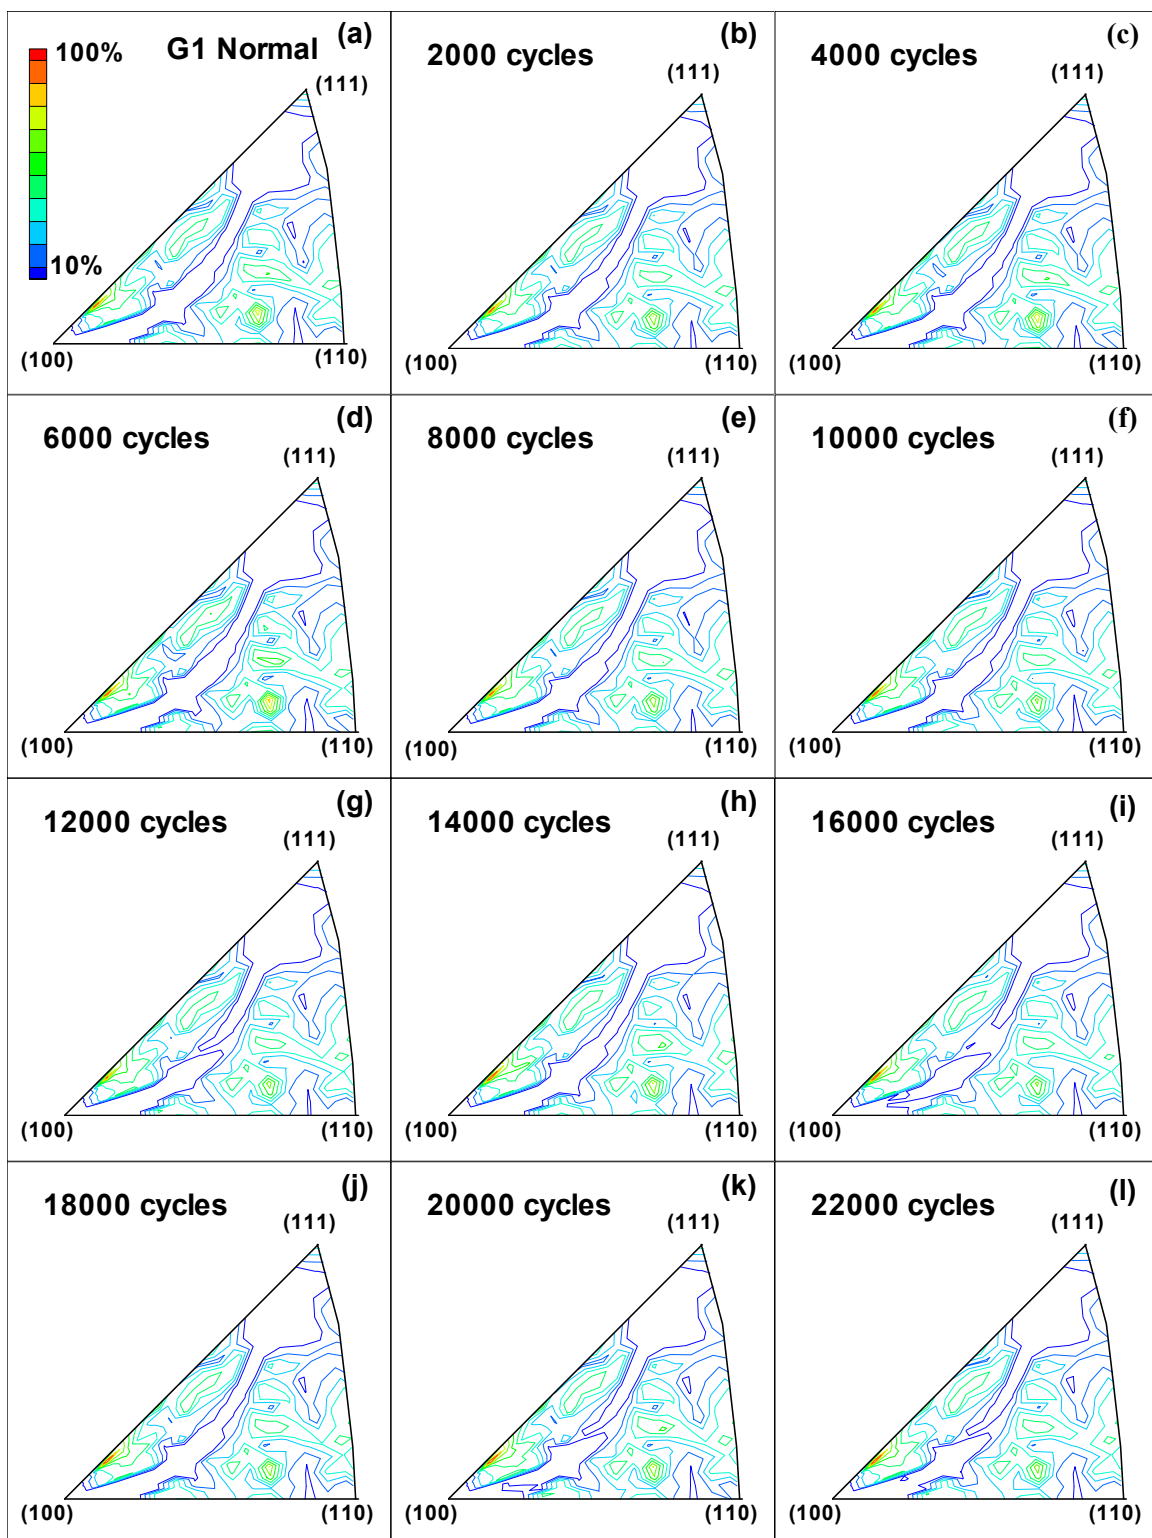 (a)
G1 Normal
100%
10%
(111)
(100)
(110)
(b)
2000 cycles
(111)
(100)
(110)
(c)
4000 cycles
(111)
(100)
(110)
(d)
6000 cycles
(111)
(100)
(110)
(e)
8000 cycles
(111)
(100)
(110)
(f)
10000 cycles
(111)
(100)
(110)
(g)
12000 cycles
(111)
(100)
(110)
(h)
14000 cycles
(111)
(100)
(110)
(i)
16000 cycles
(111)
(100)
(110)
(j)
18000 cycles
(111)
(100)
(110)
(k)
20000 cycles
(111)
(100)
(110)
(l)
22000 cycles
(111)
(100)
(110)